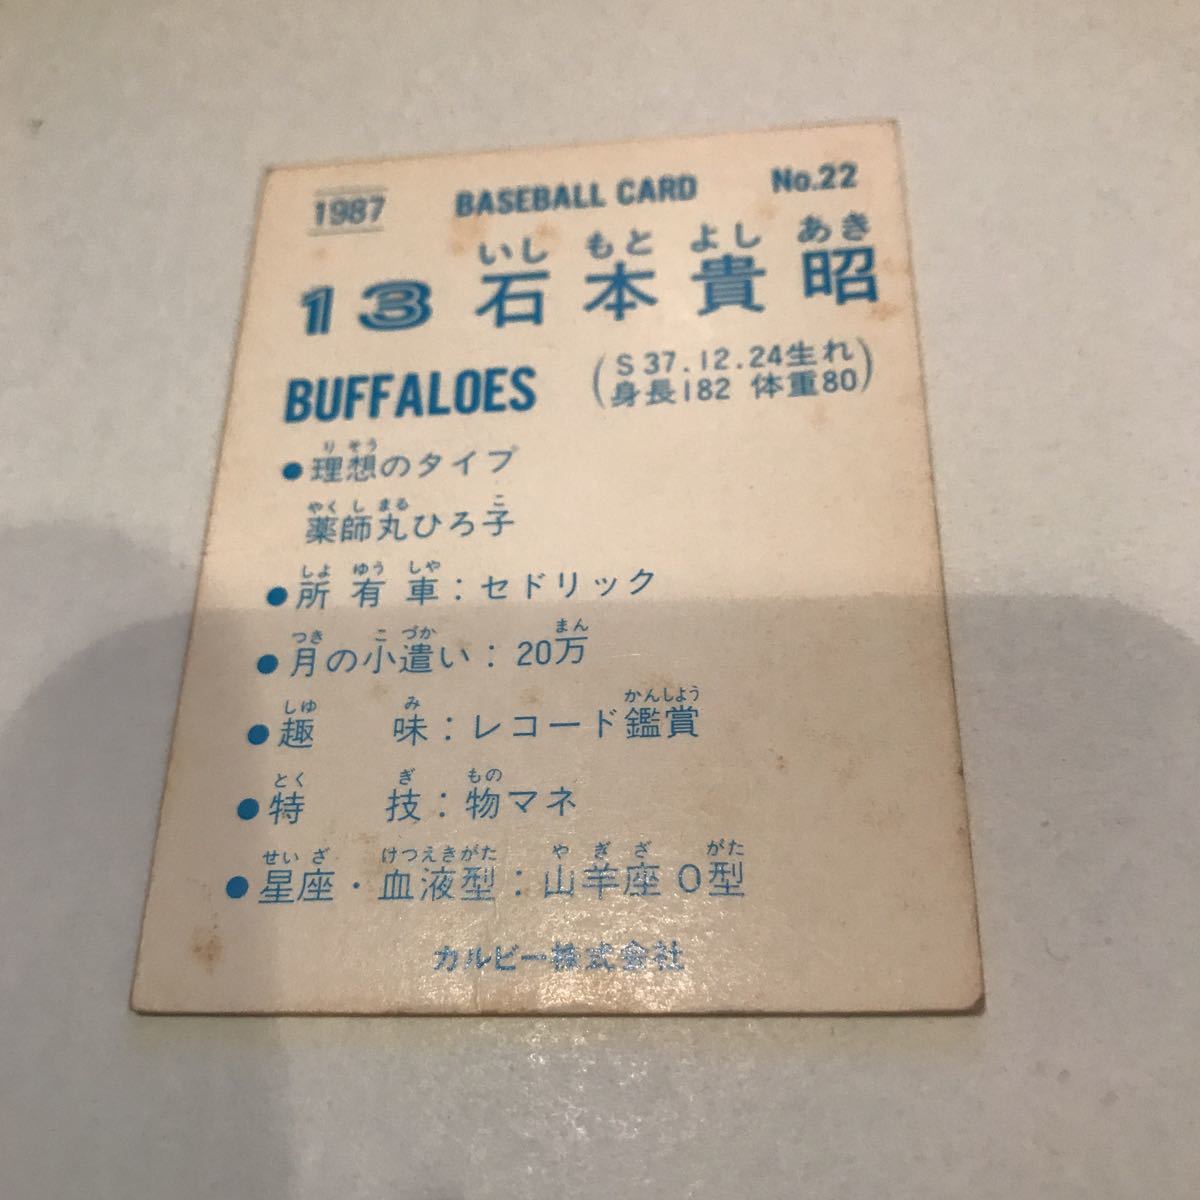 1987 BASEBALL CARD No.22
いし もと よし あき
13 石本貴昭
BUFFALOES (S37.12.24生れ
身長182 体重80)
り そう
●理想のタイプ
やく し まる こ
薬師丸ひろ子
しよ ゆう しや
●所有車:セドリック
つき こ づか まん
●月の小遣い:20万
しゆ み かんしよう
●趣味:レコード鑑賞
とく ぎ もの
●特技:物マネ
せい ざ けつえきがた や ぎ ざ がた
●星座・血液型:山羊座 O型
カルビー株式会社